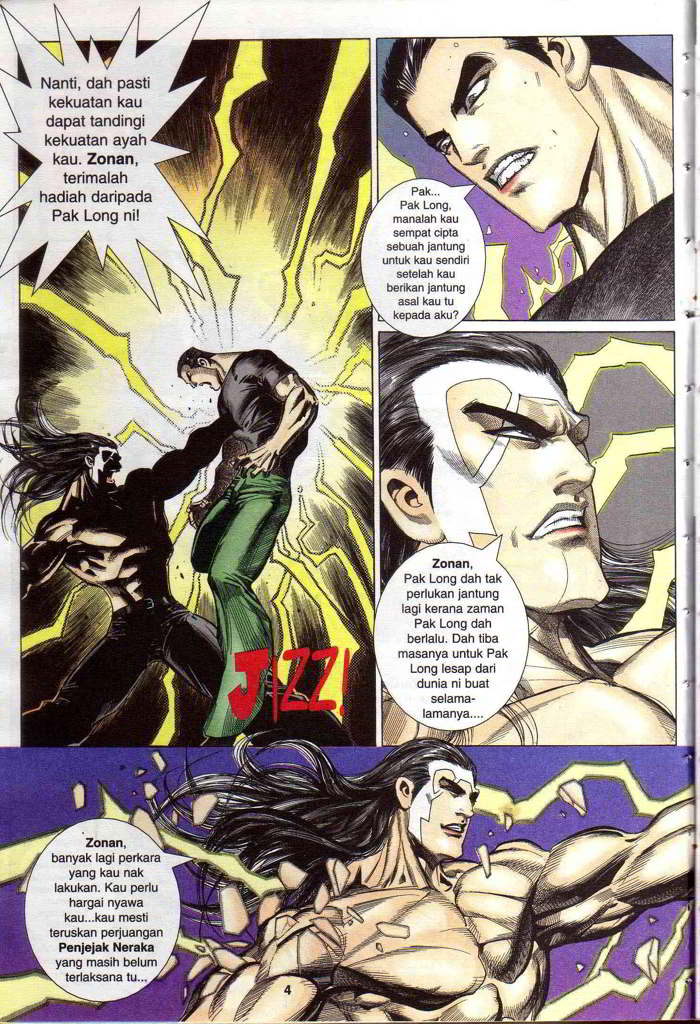 Nanti, dah pasti
kekuatan kau
dapat tandingi
kekuatan ayah
kau. Zonan,
terimalah
hadiah daripada
Pak Long ni!
Pak...
Pak Long,
manalah kau
sempat cipta
sebuah jantung
untuk kau sendiri
setelah kau
berikan jantung
asal kau tu
kepada aku?
JIZZ!
Zonan,
Pak Long dah tak
perlukan jantung
lagi kerana zaman
Pak Long dah
berlalu. Dah tiba
masanya untuk Pak
Long lesap dari
dunia ni buat
selama-
lamanya....
Zonan,
banyak lagi perkara
yang kau nak
lakukan. Kau perlu
hargai nyawa
kau...kau mesti
teruskan perjuangan
Penjejak Neraka
yang masih belum
terlaksana tu...
4